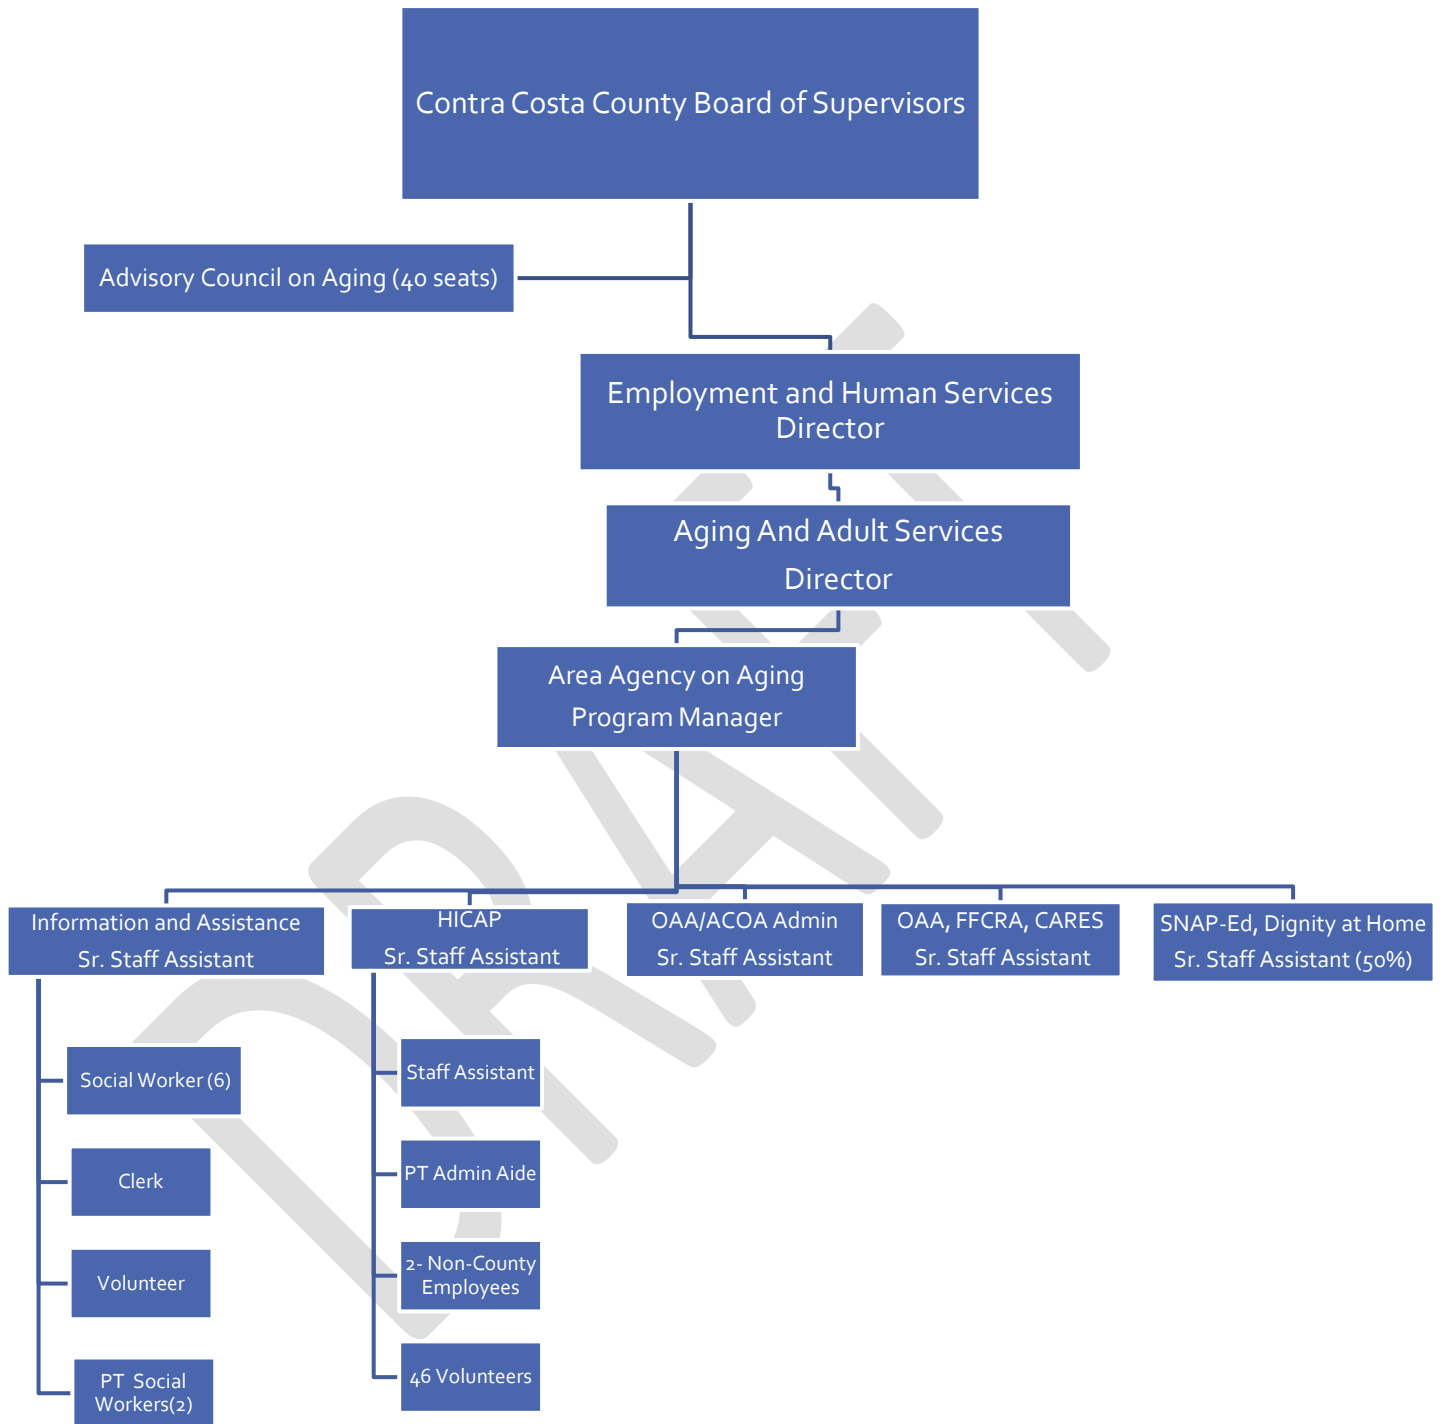 Contra Costa County Board of Supervisors
Advisory Council on Aging (40 seats)
Employment and Human Services
Director
Aging And Adult Services
Director
Area Agency on Aging
Program Manager
Information and Assistance
Sr. Staff Assistant
HICAP
Sr. Staff Assistant
OAA/ACOA Admin
Sr. Staff Assistant
OAA, FFCRA, CARES
Sr. Staff Assistant
SNAP-Ed, Dignity at Home
Sr. Staff Assistant (50%)
Social Worker (6)
Clerk
Volunteer
PT Social
Workers(2)
Staff Assistant
PT Admin Aide
2- Non-County
Employees
46 Volunteers
DRAFT